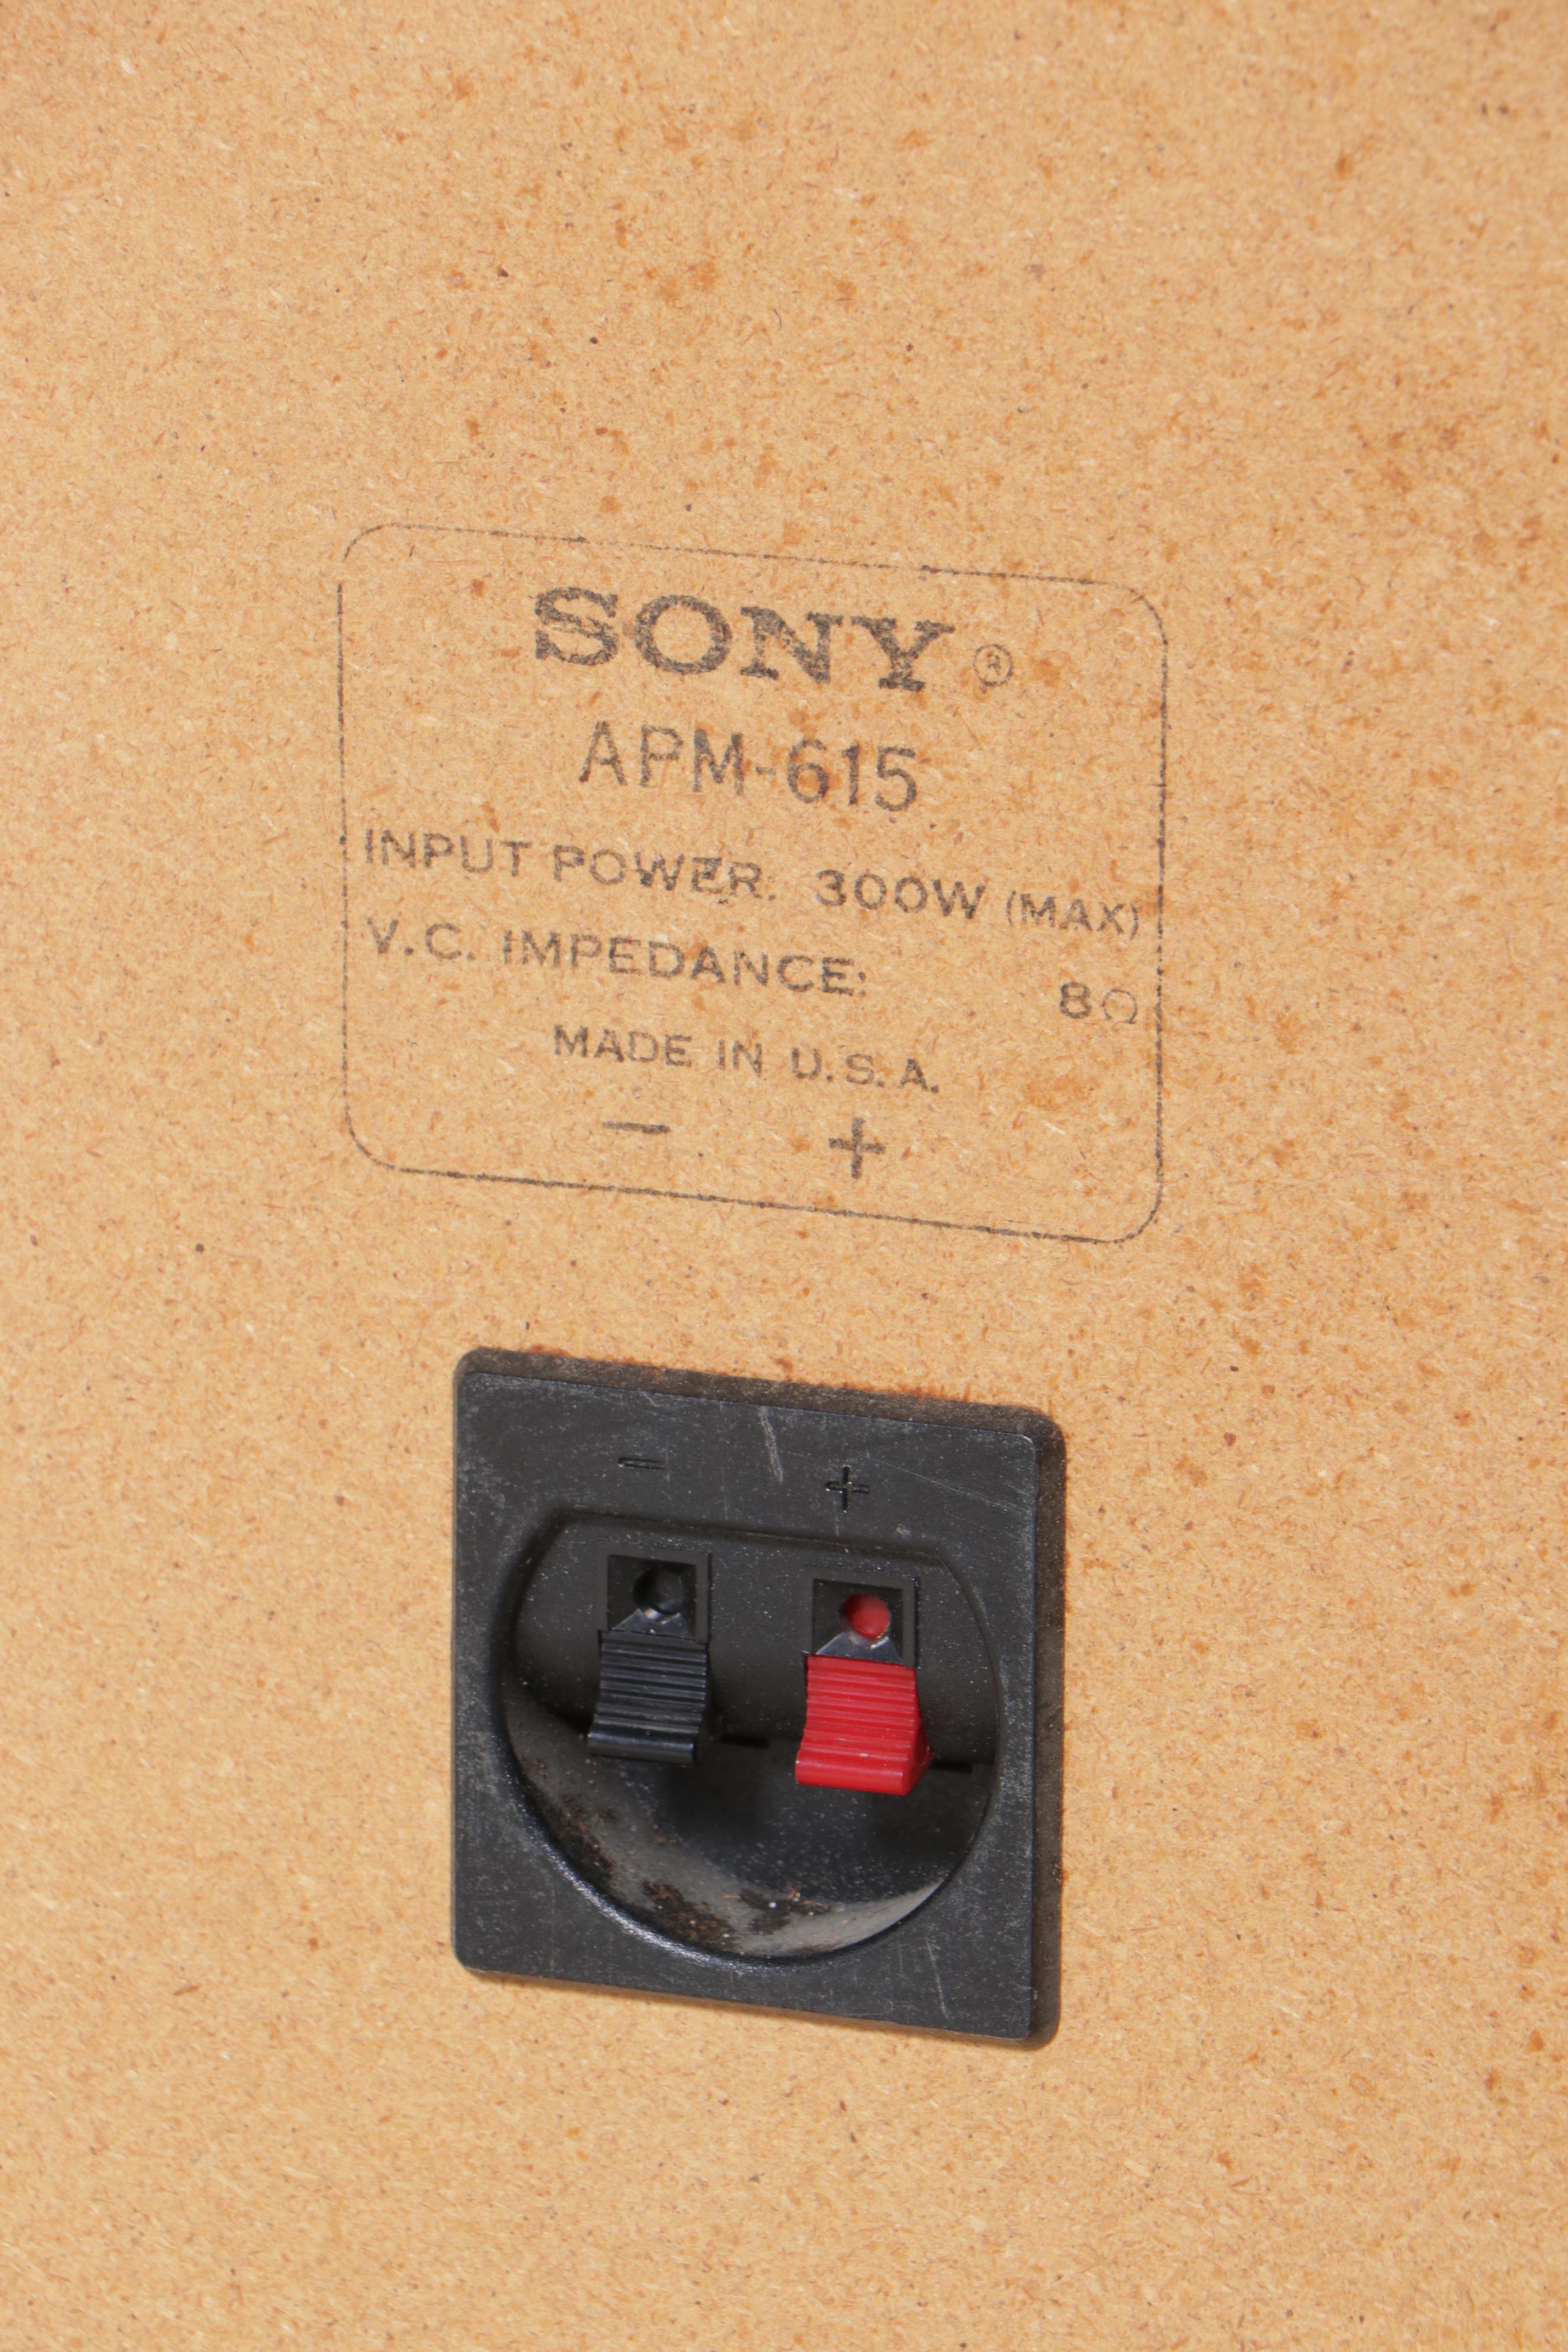 SONY®
APM-615
INPUT POWER: 300W (MAX)
V.C. IMPEDANCE: 8Ω
MADE IN U.S.A.
− +
− +